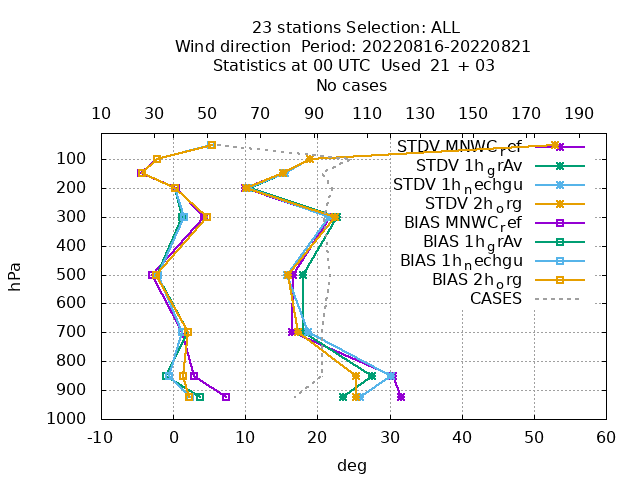 23 stations Selection: ALL
Wind direction  Period: 20220816-20220821
Statistics at 00 UTC  Used  21 + 03
No cases
10 30 50 70 90 110 130 150 170 190
100
200
300
400
500
600
700
800
900
1000
hPa
STDV MNWC_ref
STDV 1h_grAv
STDV 1h_nechgu
STDV 2h_org
BIAS MNWC_ref
BIAS 1h_grAv
BIAS 1h_nechgu
BIAS 2h_org
CASES
-10 0 10 20 30 40 50 60
deg